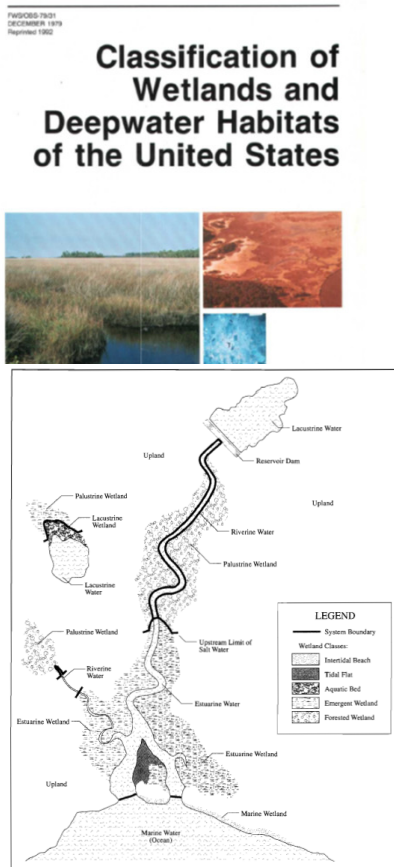 FWS/OBS-79/31
DECEMBER 1979
Reprinted 1992
Classification of
Wetlands and
Deepwater Habitats
of the United States
Lacustrine Water
Upland
Reservoir Dam
Palustrine Wetland
Upland
Lacustrine
Wetland
Riverine Water
Palustrine Wetland
Lacustrine
Water
LEGEND
System Boundary
Palustrine Wetland
Upstream Limit of
Salt Water
Wetland Classes:
Intertidal Beach
Riverine
Water
Tidal Flat
Aquatic Bed
Estuarine Water
Emergent Wetland
Estuarine Wetland
Forested Wetland
Estuarine Wetland
Upland
Marine Wetland
Marine Water
(Ocean)